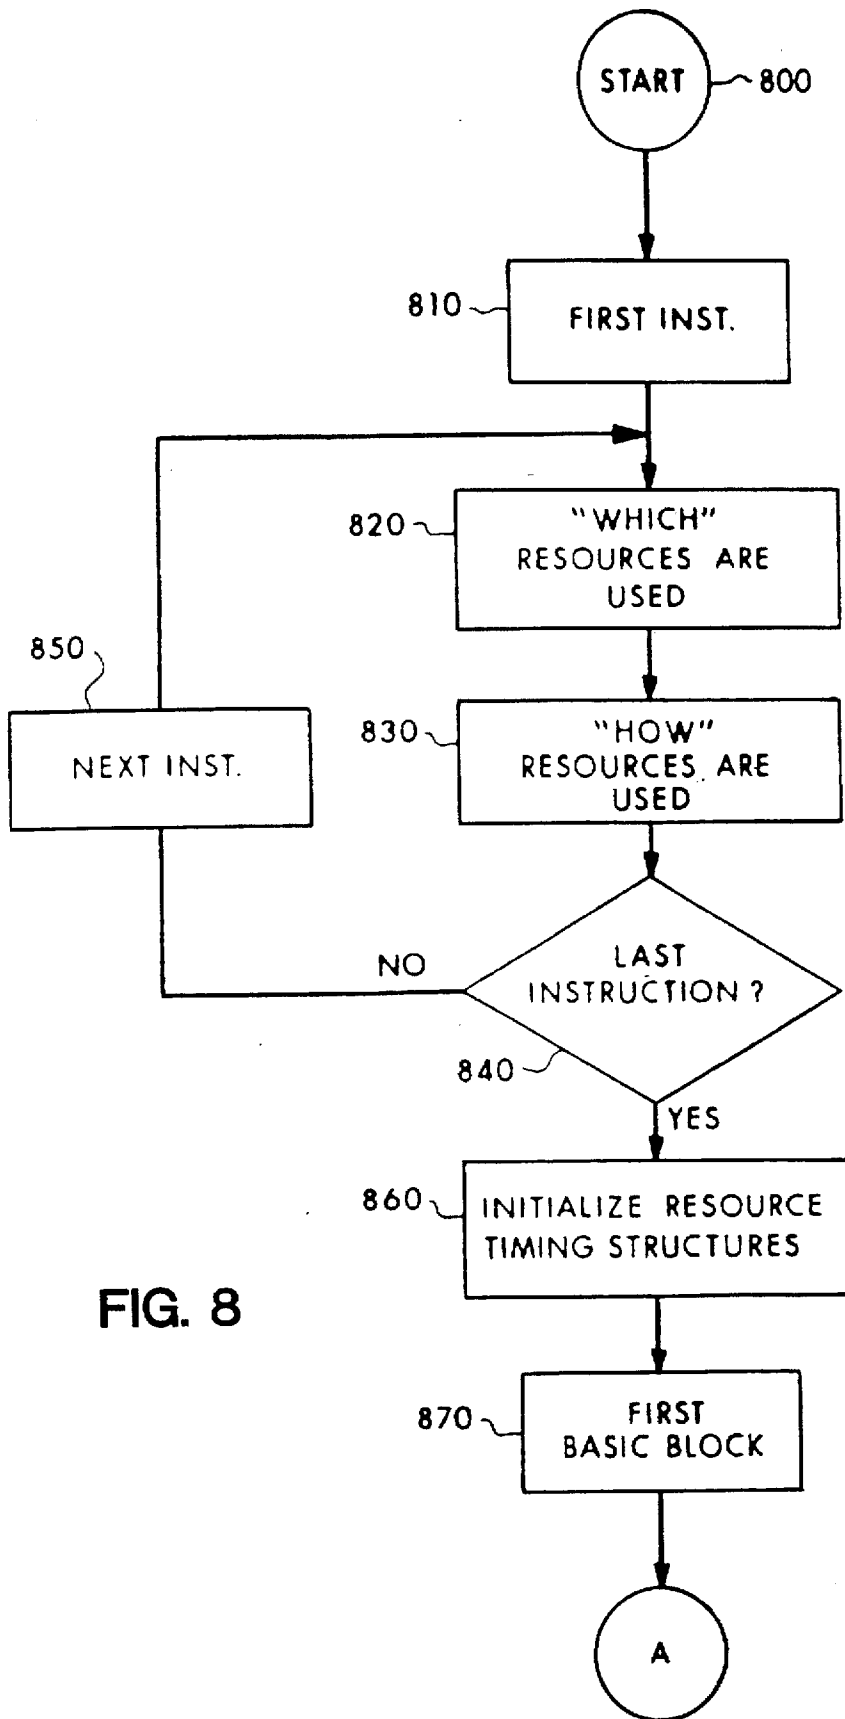 START
800
810
FIRST INST.
820
"WHICH"
RESOURCES ARE
USED
850
NEXT INST.
830
"HOW"
RESOURCES ARE
USED
NO
LAST
INSTRUCTION ?
840
YES
860
INITIALIZE RESOURCE
TIMING STRUCTURES
FIG. 8
870
FIRST
BASIC BLOCK
A